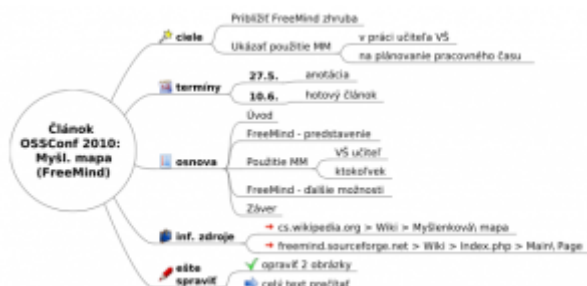 Článok
OSSConf 2010:
Myšl. mapa
(FreeMind)
ciele
Priblížiť FreeMind zhruba
Ukázať použitie MM
v práci učiteľa VŠ
na plánovanie pracovného času
termíny
27.5. anotácia
10.6. hotový článok
osnova
Úvod
FreeMind - predstavenie
Použitie MM
VŠ učiteľ
ktokoľvek
FreeMind - ďalšie možnosti
Záver
inf. zdroje
cs.wikipedia.org > Wiki > Myšlenková\ mapa
freemind.sourceforge.net > Wiki > Index.php > Main\ Page
ešte
spraviť
opraviť 2 obrázky
celý text prečítať